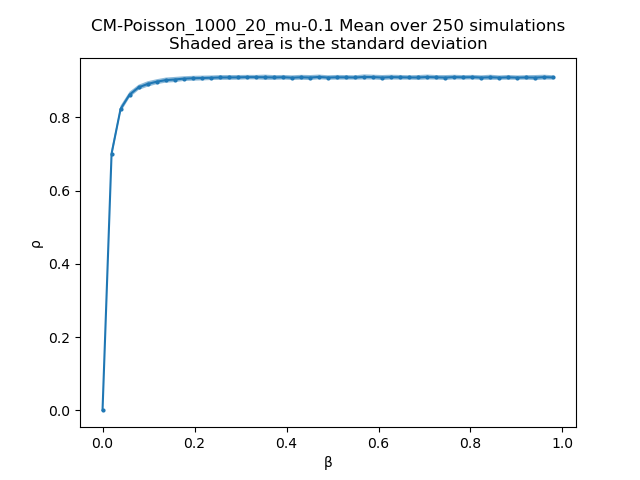 CM-Poisson_1000_20_mu-0.1 Mean over 250 simulations
Shaded area is the standard deviation
0.8
0.6
0.4
0.2
0.0
ρ
0.0 0.2 0.4 0.6 0.8 1.0
β